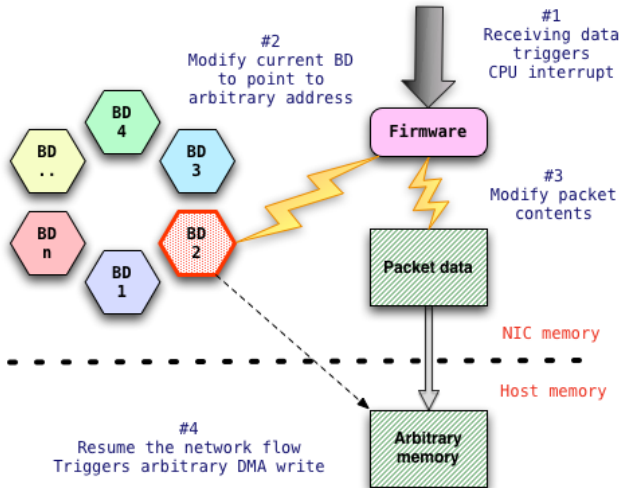 #1
Receiving data
triggers
CPU interrupt
#2
Modify current BD
to point to
arbitrary address
BD
4
BD
..
BD
3
Firmware
#3
Modify packet
contents
BD
n
BD
2
BD
1
Packet data
NIC memory
Host memory
#4
Resume the network flow
Triggers arbitrary DMA write
Arbitrary
memory